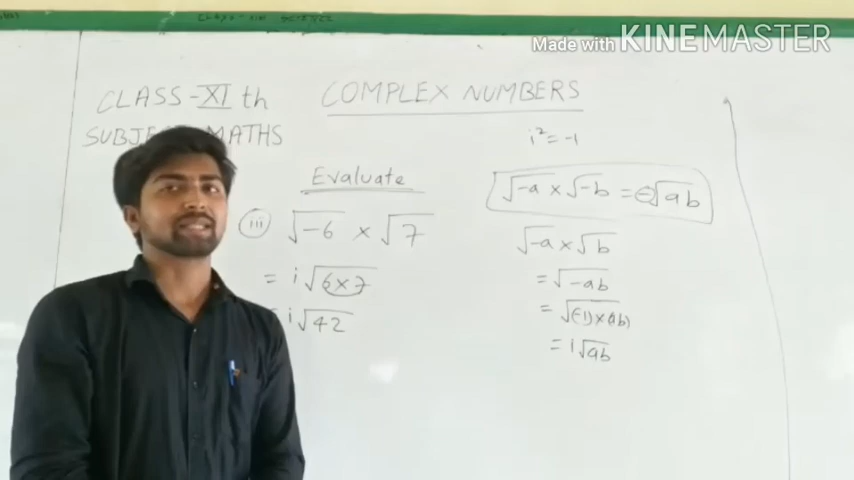 Made with KINEMASTER
CLASS-XI th
SUBJECT MATHS
COMPLEX NUMBERS
i² = -1
Evaluate
(iii) √-6 × √7
= i√6×7
= i√42
√-a × √-b = -√ab
√-a × √b
= √-ab
= √(-1)×(ab)
= i√ab